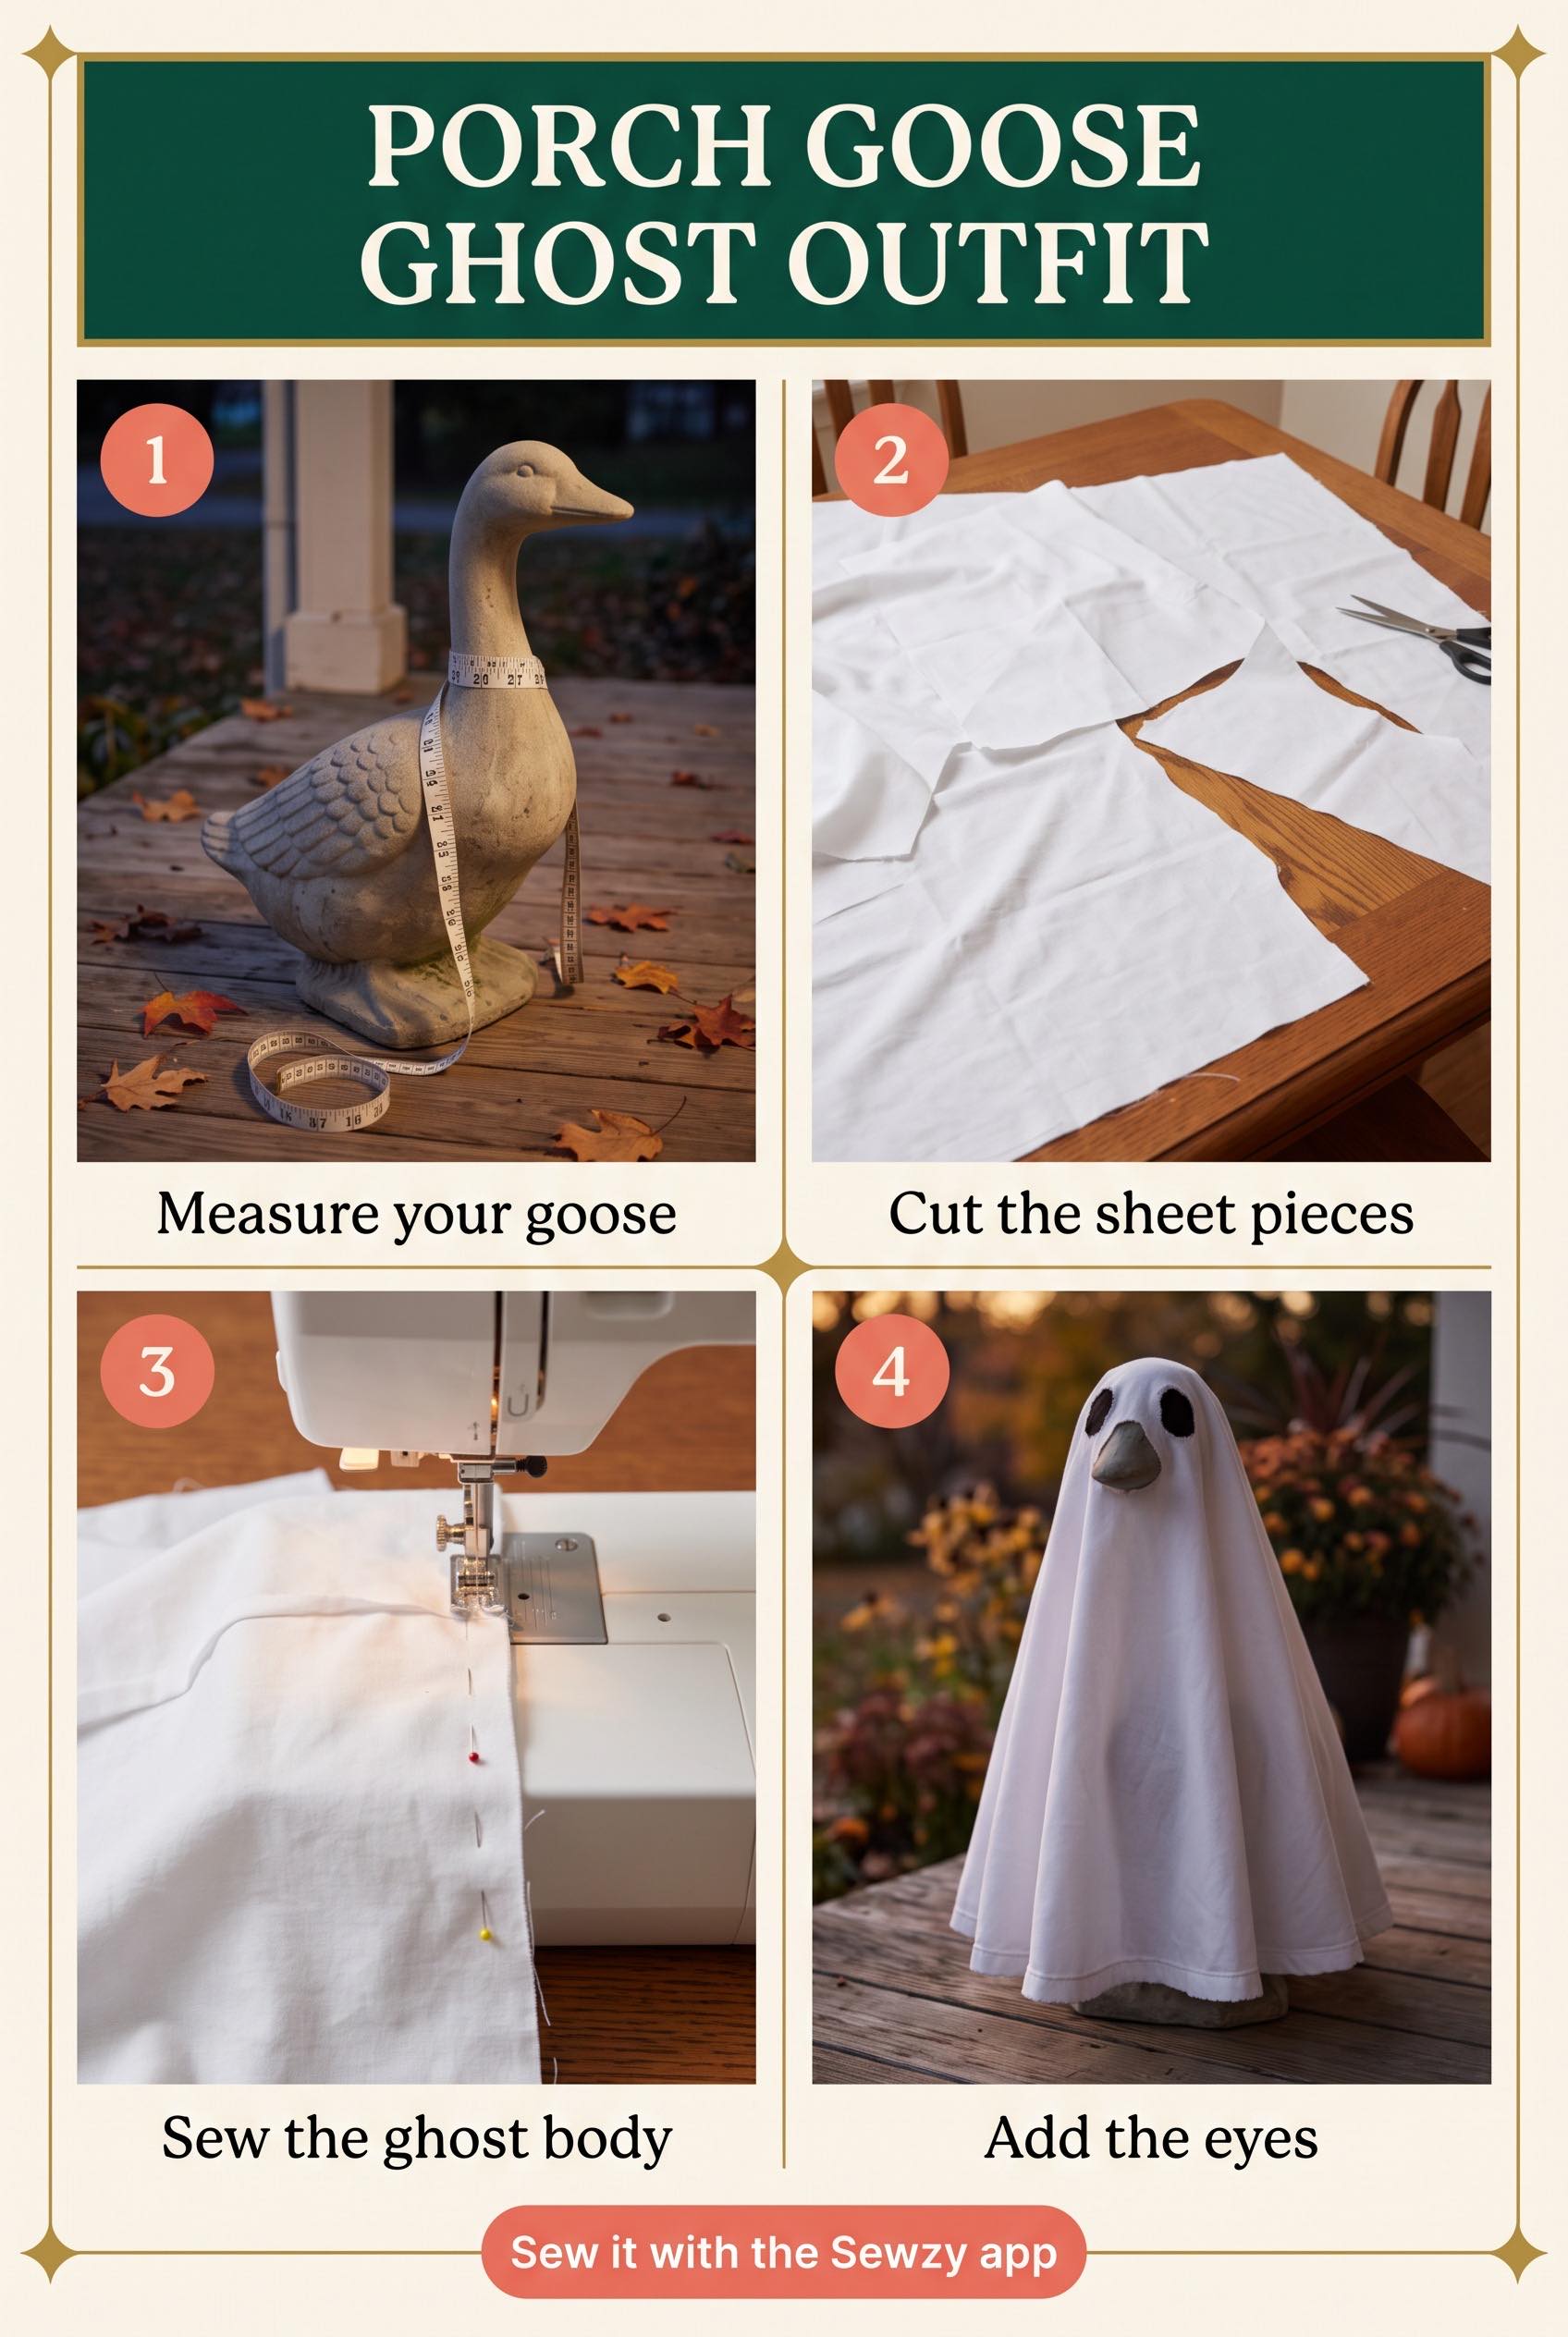 PORCH GOOSE
GHOST OUTFIT
1
2
Measure your goose
Cut the sheet pieces
3
4
Sew the ghost body
Add the eyes
Sew it with the Sewzy app